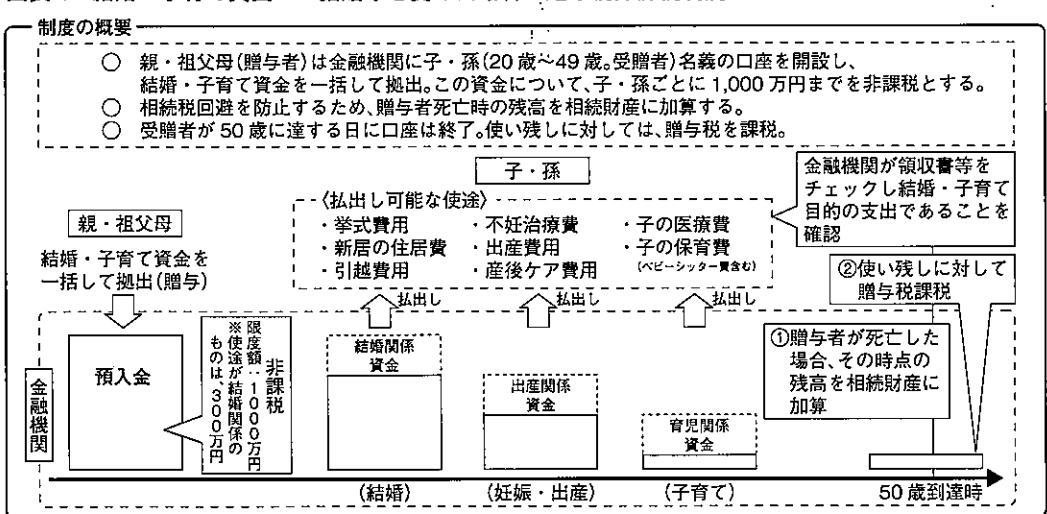 制度の概要
○ 親・祖父母(贈与者)は金融機関に子・孫(20歳～49歳。受贈者)名義の口座を開設し、
結婚・子育て資金を一括して拠出。この資金について、子・孫ごとに1,000万円までを非課税とする。
○ 相続税回避を防止するため、贈与者死亡時の残高を相続財産に加算する。
○ 受贈者が50歳に達する日に口座は終了。使い残しに対しては、贈与税を課税。
子・孫
金融機関が領収書等を
チェックし結婚・子育て
目的の支出であることを
確認
〈払出し可能な使途〉
・挙式費用 ・不妊治療費 ・子の医療費
・新居の住居費 ・出産費用 ・子の保育費
・引越費用 ・産後ケア費用 (ベビーシッター費含む)
親・祖父母
結婚・子育て資金を
一括して拠出(贈与)
払出し
払出し
払出し
②使い残しに対して
贈与税課税
①贈与者が死亡した
場合、その時点の
残高を相続財産に
加算
金融機関
預入金
非課税
限度額:1000万円
※使途が結婚関係の
ものは、300万円
結婚関係
資金
出産関係
資金
育児関係
資金
(結婚) (妊娠・出産) (子育て) 50歳到達時